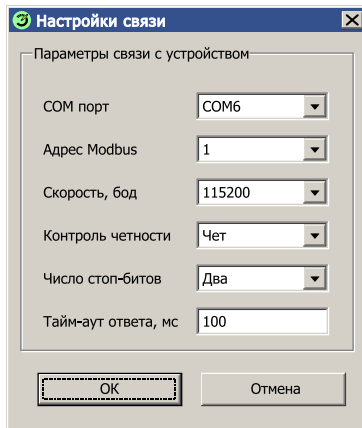 Настройки связи
Параметры связи с устройством
COM порт COM6
Адрес Modbus 1
Скорость, бод 115200
Контроль четности Чет
Число стоп-битов Два
Тайм-аут ответа, мс 100
OK Отмена